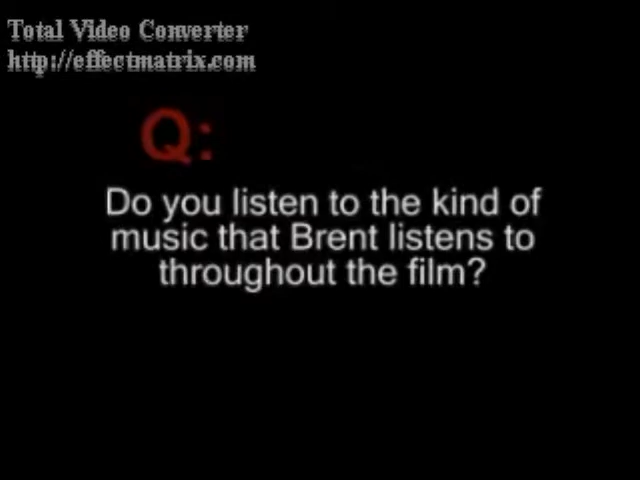 Total Video Converter
http://effectmatrix.com
Q:
Do you listen to the kind of
music that Brent listens to
throughout the film?